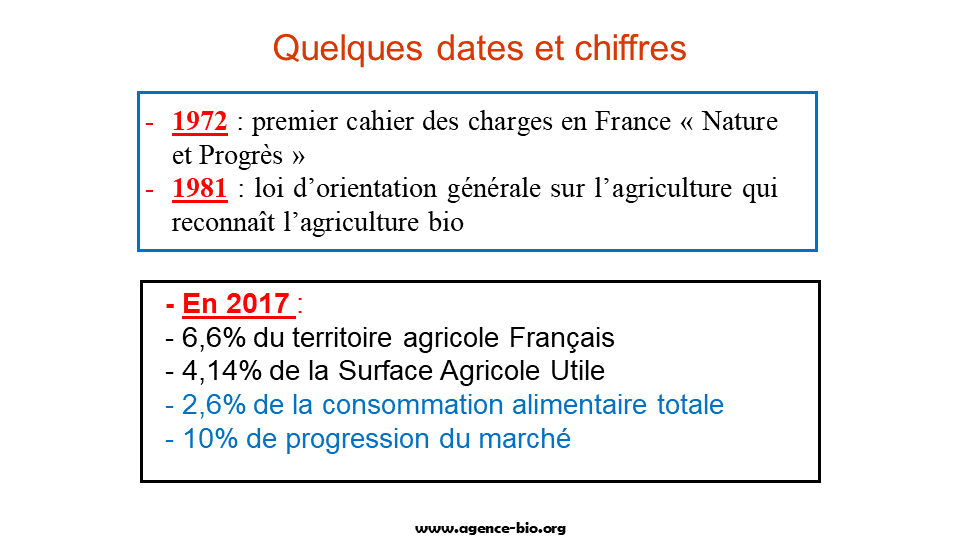 Quelques dates et chiffres
- 1972 : premier cahier des charges en France « Nature
et Progrès »
- 1981 : loi d’orientation générale sur l’agriculture qui
reconnaît l’agriculture bio
- En 2017 :
- 6,6% du territoire agricole Français
- 4,14% de la Surface Agricole Utile
- 2,6% de la consommation alimentaire totale
- 10% de progression du marché
www.agence-bio.org